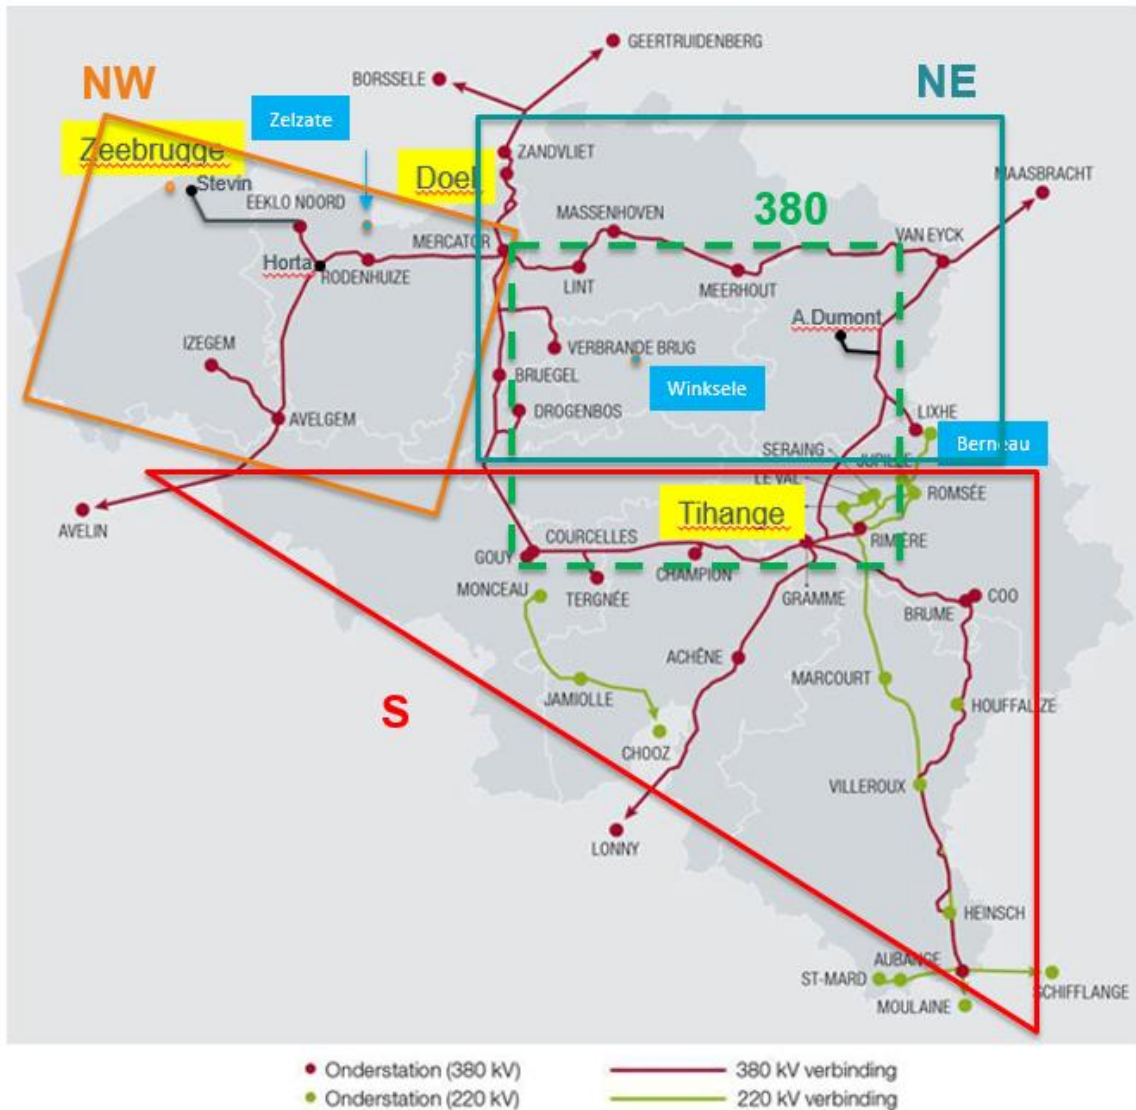 GEERTRUIDENBERG
BORSSELE
NW
NE
Zelzate
Zeebrugge
ZANDVLIET
Doel
Stevin
MAASBRACHT
EEKLO NOORD
MASSENHOVEN
380
MERCATOR
VAN EYCK
Horta
RODENHUIZE
LINT
MEERHOUT
A.Dumont
IZEGEM
VERBRANDE BRUG
BRUEGEL
Winksele
AVELGEM
DROGENBOS
LIXHE
SERAING
Berneau
JUPILLE
LE VAL
ROMSÉE
Tihange
AVELIN
COURCELLES
RIMIÈRE
GOUY
CHAMPION
MONCEAU
TERGNÉE
GRAMME
COO
BRUME
ACHÊNE
MARCOURT
S
JAMIOLLE
HOUFFALIZE
CHOOZ
VILLEROUX
LONNY
HEINSCH
AUBANGE
ST-MARD
SCHIFFLANGE
MOULAINE
Onderstation (380 kV)
380 kV verbinding
Onderstation (220 kV)
220 kV verbinding